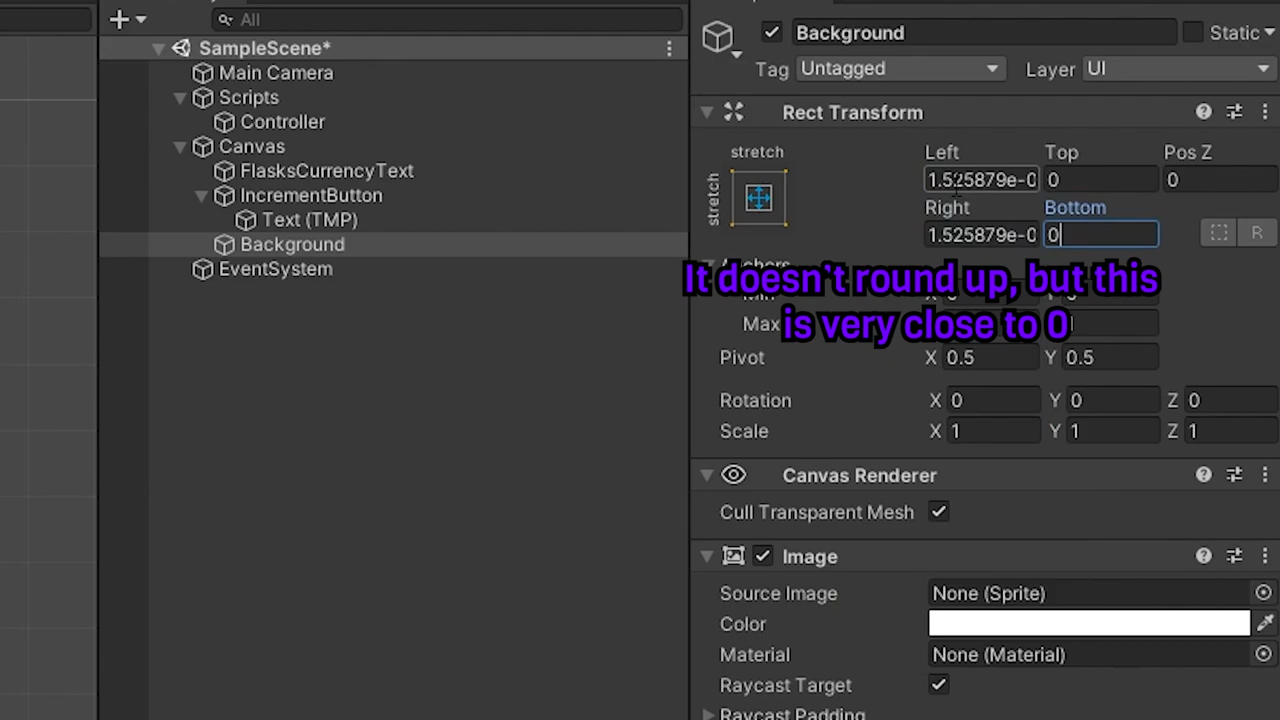 All
SampleScene*
Main Camera
Scripts
Controller
Canvas
FlasksCurrencyText
IncrementButton
Text (TMP)
Background
EventSystem
Background
Static
Tag Untagged Layer UI
Rect Transform
stretch
stretch
Left Top Pos Z
1.525879e-0 0 0
Right Bottom
1.525879e-0 0 R
It doesn't round up, but this
is very close to 0
Max
Pivot X 0.5 Y 0.5
Rotation X 0 Y 0 Z 0
Scale X 1 Y 1 Z 1
Canvas Renderer
Cull Transparent Mesh
Image
Source Image None (Sprite)
Color
Material None (Material)
Raycast Target
Raycast Padding